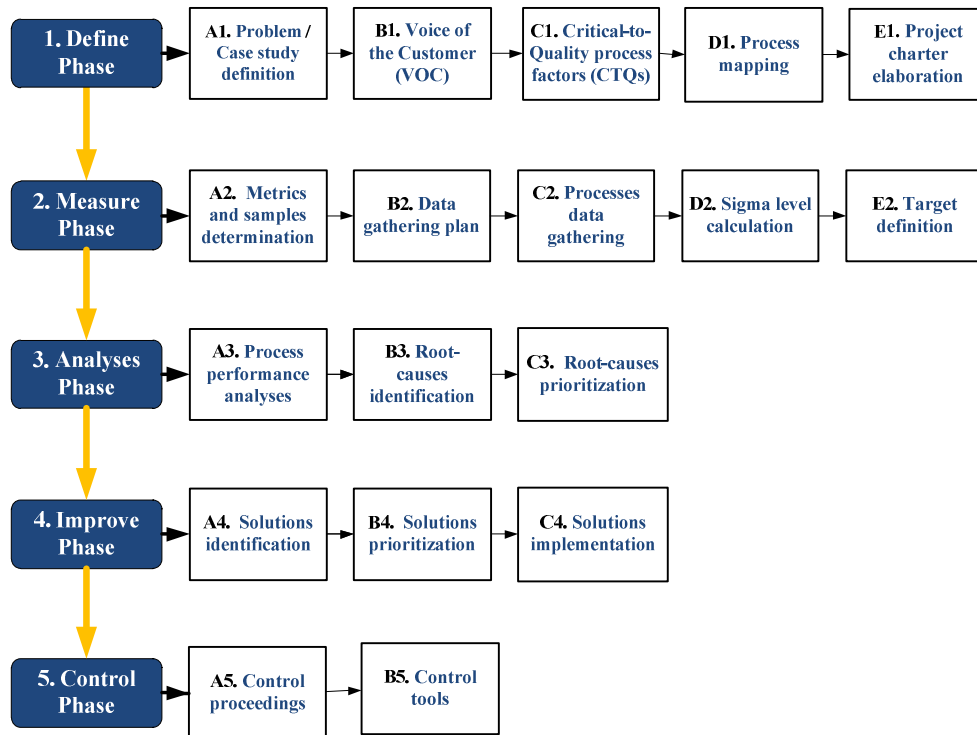 1. Define
Phase
A1. Problem /
Case study
definition
B1. Voice of
the Customer
(VOC)
C1. Critical-to-
Quality process
factors (CTQs)
D1. Process
mapping
E1. Project
charter
elaboration
2. Measure
Phase
A2. Metrics
and samples
determination
B2. Data
gathering plan
C2. Processes
data
gathering
D2. Sigma level
calculation
E2. Target
definition
3. Analyses
Phase
A3. Process
performance
analyses
B3. Root-
causes
identification
C3. Root-causes
prioritization
4. Improve
Phase
A4. Solutions
identification
B4. Solutions
prioritization
C4. Solutions
implementation
5. Control
Phase
A5. Control
proceedings
B5. Control
tools